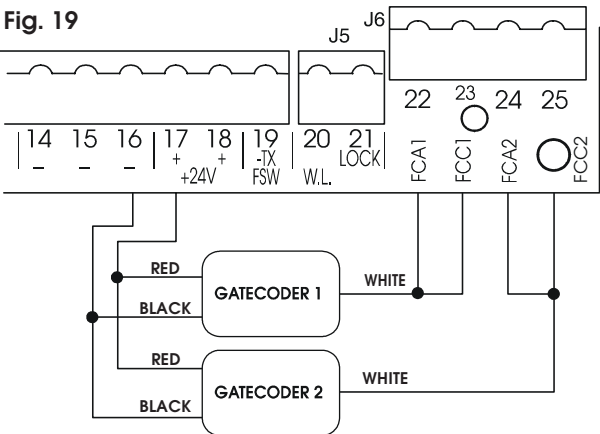 Fig. 19
J5
J6
22 23 24 25
14 15 16 17 18 19 20 21
– – – + + -TX LOCK
+24V FSW W.L.
FCA1 FCC1 FCA2 FCC2
RED
BLACK
GATECODER 1
WHITE
RED
BLACK
GATECODER 2
WHITE